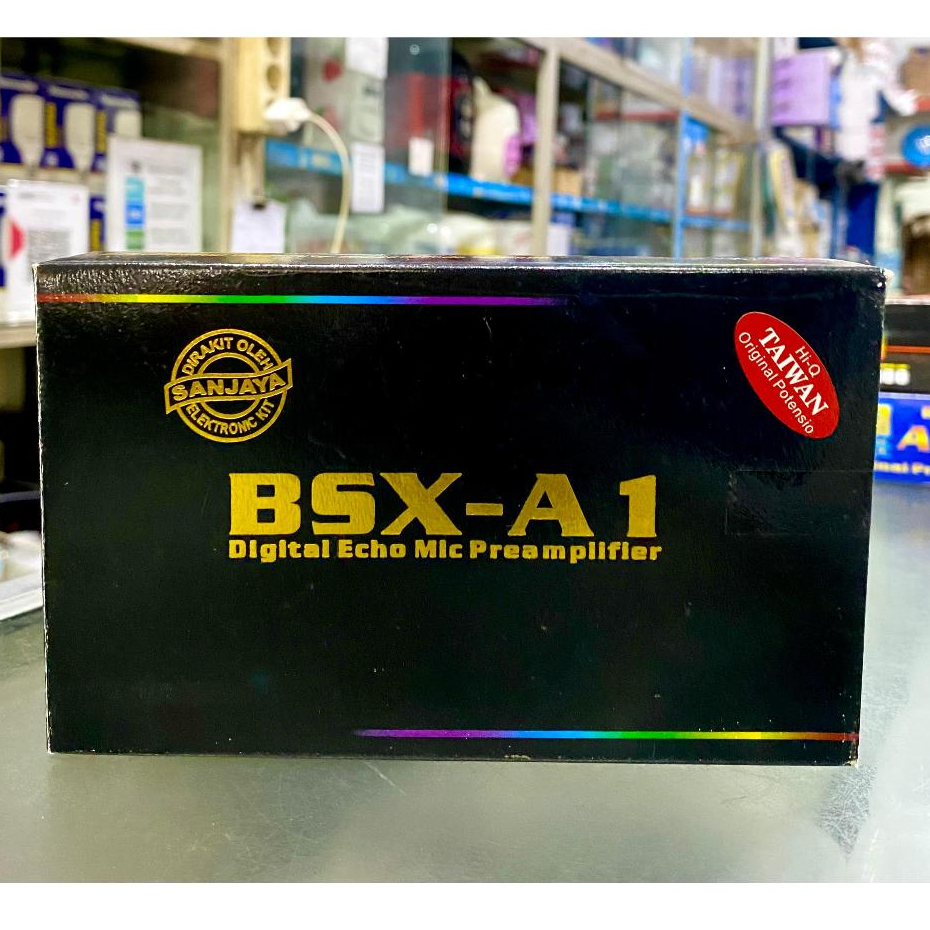 DIRAKIT OLEH
SANJAYA
ELEKTRONIC KIT
Hi-Q
TAIWAN
Original Potensio
BSX-A1
Digital Echo Mic Preamplifier